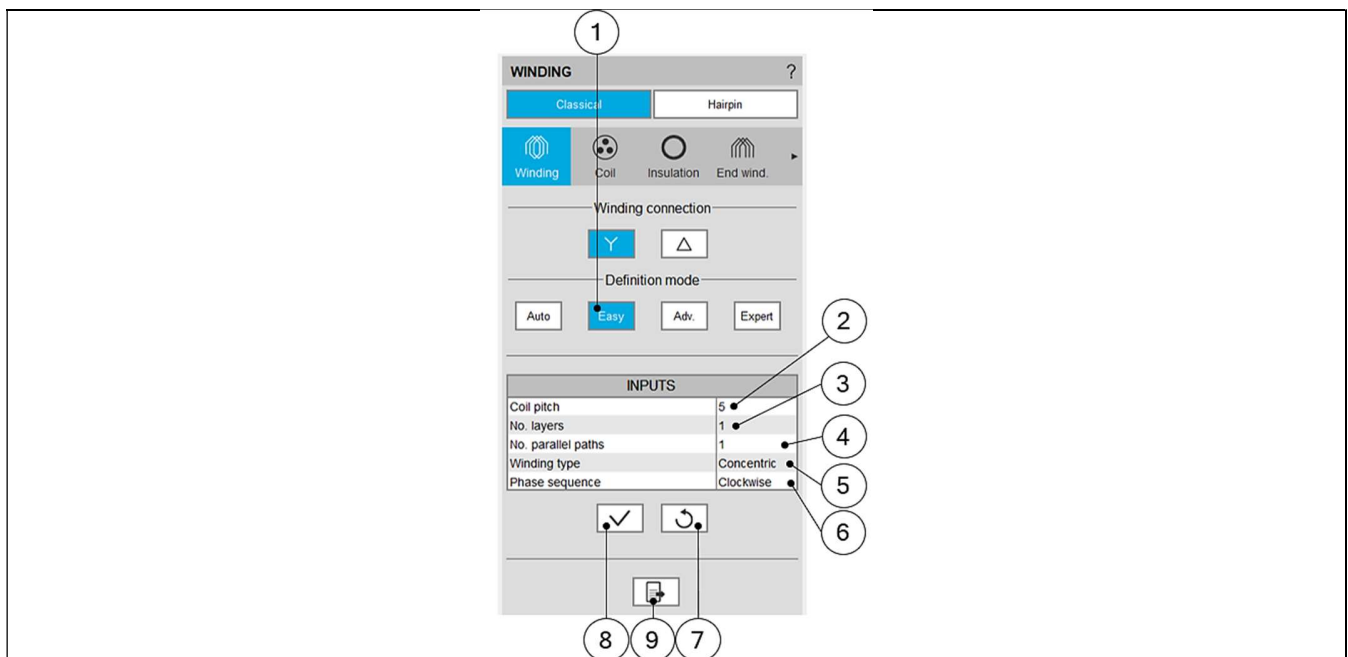 1
WINDING ?
Classical Hairpin
Winding Coil Insulation End wind.
Winding connection
Definition mode
Auto Easy Adv. Expert
2
INPUTS
3
Coil pitch 5
No. layers 1
No. parallel paths 1
4
Winding type Concentric
5
Phase sequence Clockwise
6
8 9 7